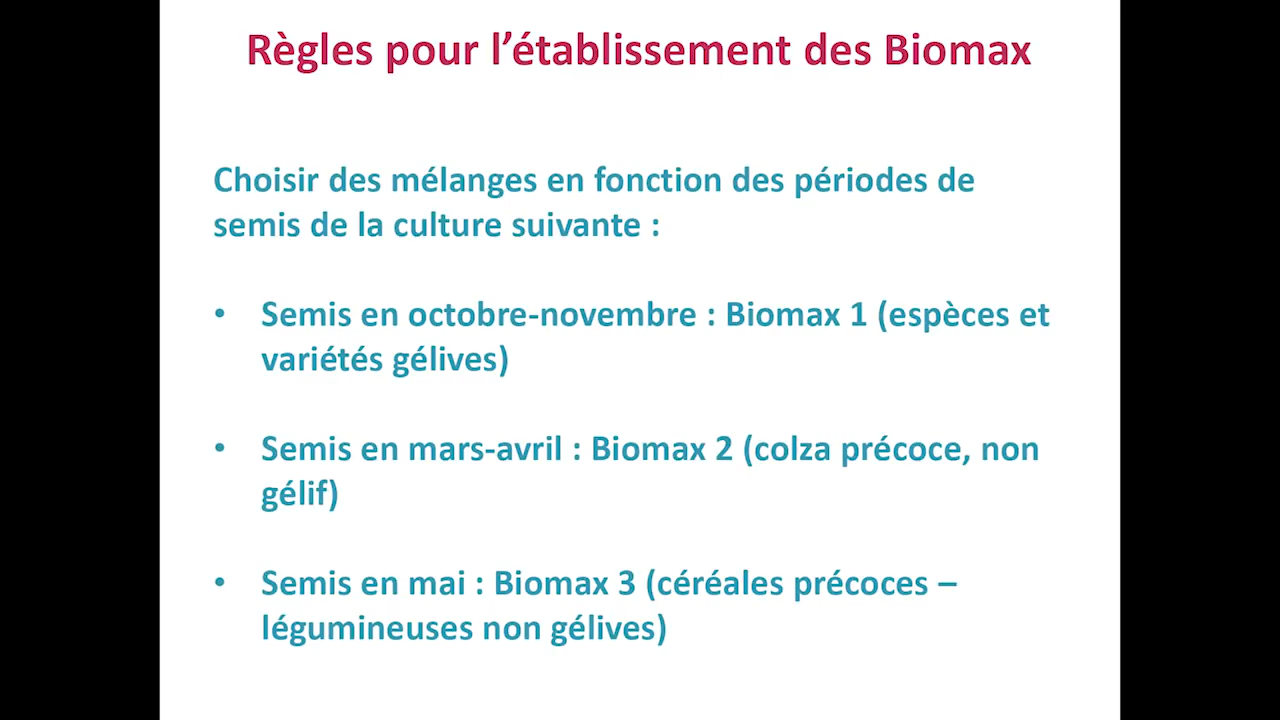 Règles pour l’établissement des Biomax
Choisir des mélanges en fonction des périodes de
semis de la culture suivante :
• Semis en octobre-novembre : Biomax 1 (espèces et
variétés gélives)
• Semis en mars-avril : Biomax 2 (colza précoce, non
gélif)
• Semis en mai : Biomax 3 (céréales précoces –
légumineuses non gélives)